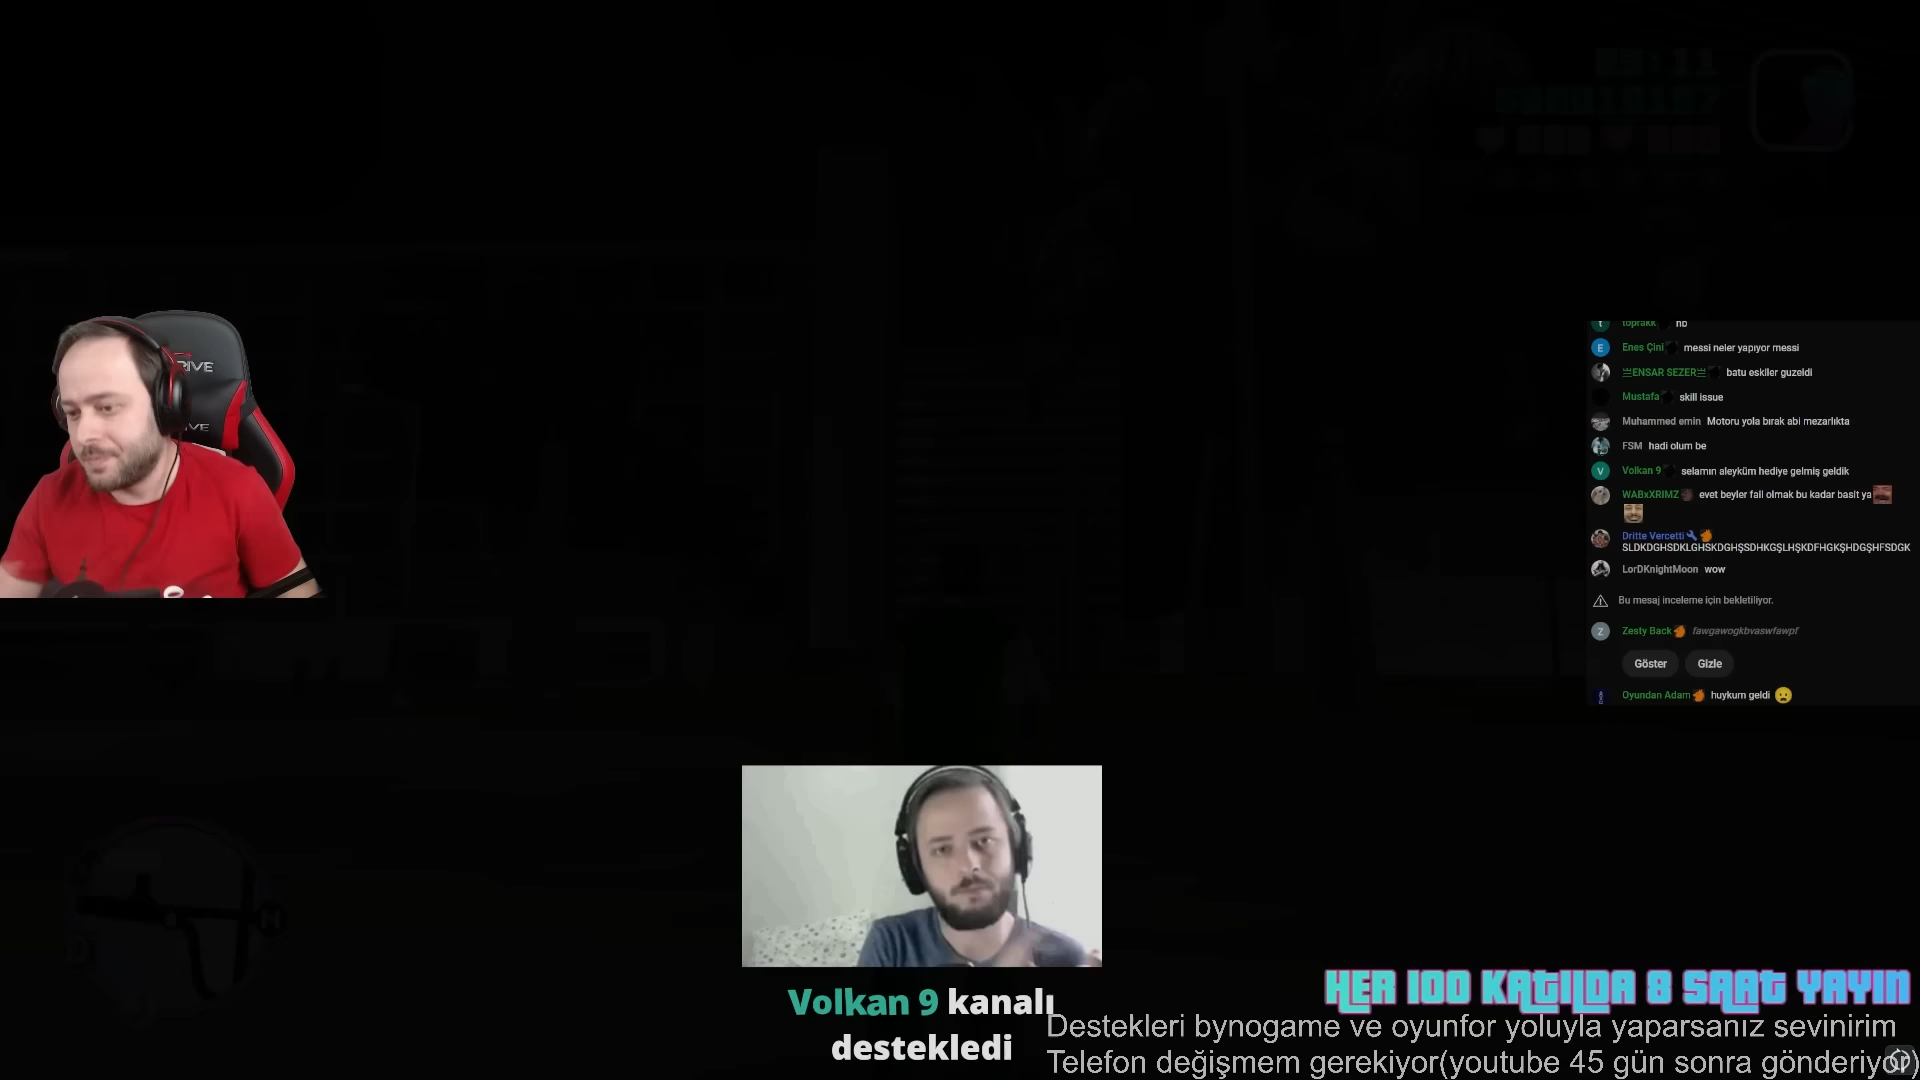 RIVE
IVE
toprakk hb
Enes Çini messi neler yapıyor messi
ENSAR SEZER batu eskiler guzeldi
Mustafa skill issue
Muhammed emin Motoru yola bırak abi mezarlıkta
FSM hadi olum be
V Volkan 9 selamın aleyküm hediye gelmiş geldik
WABxXRIMZ evet beyler fail olmak bu kadar basit ya
Dritte Vercetti
SLDKDGHSDKLGHSKDGHŞSDHKGŞLHŞKDFHGKŞHDGŞHFSDGK
LorDKnightMoon wow
Bu mesaj inceleme için bekletiliyor.
Z Zesty Back fawgawogkbvaswfawpf
Göster Gizle
Oyundan Adam huykum geldi
Volkan 9 kanalı
destekledi
HER 100 KATILDA 8 SAAT YAYIN
Destekleri bynogame ve oyunfor yoluyla yaparsanız sevinirim
Telefon değişmem gerekiyor(youtube 45 gün sonra gönderiyor)